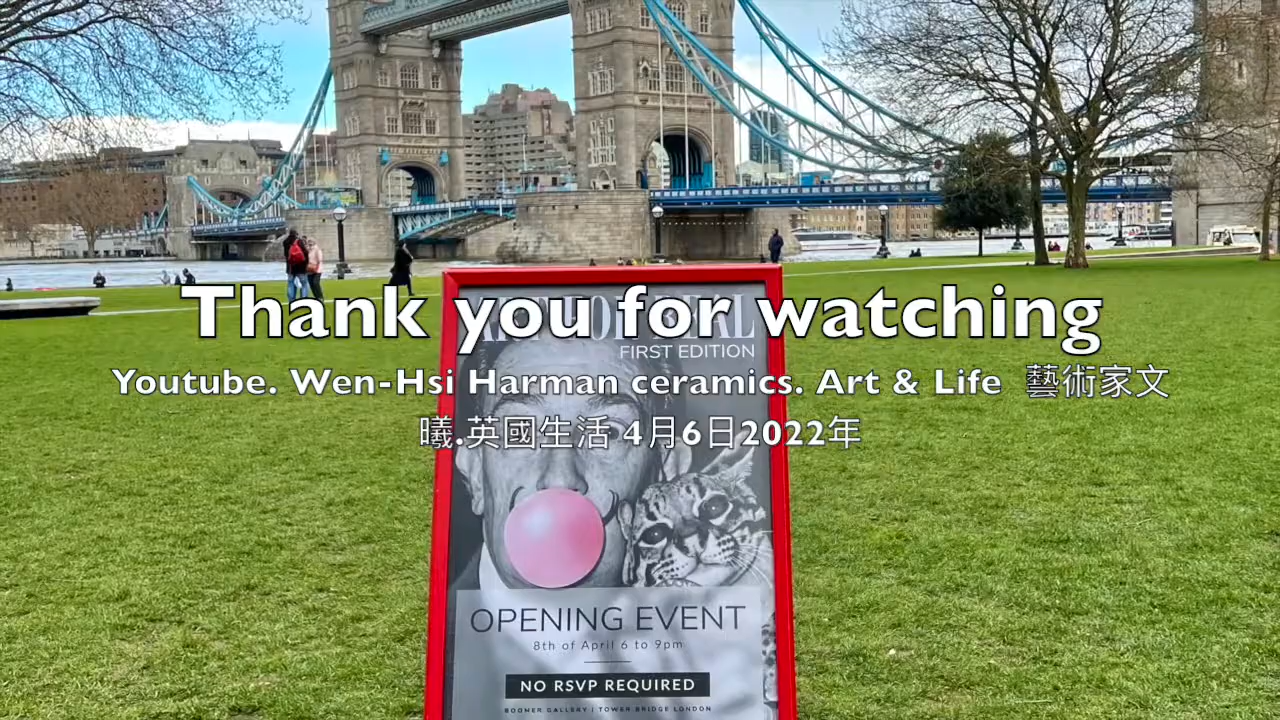 Thank you for watching
FIRST EDITION
Youtube. Wen-Hsi Harman ceramics. Art & Life 藝術家文
曦.英國生活 4月6日2022年
OPENING EVENT
8th of April 6 to 9pm
NO RSVP REQUIRED
BOOMER GALLERY | TOWER BRIDGE LONDON